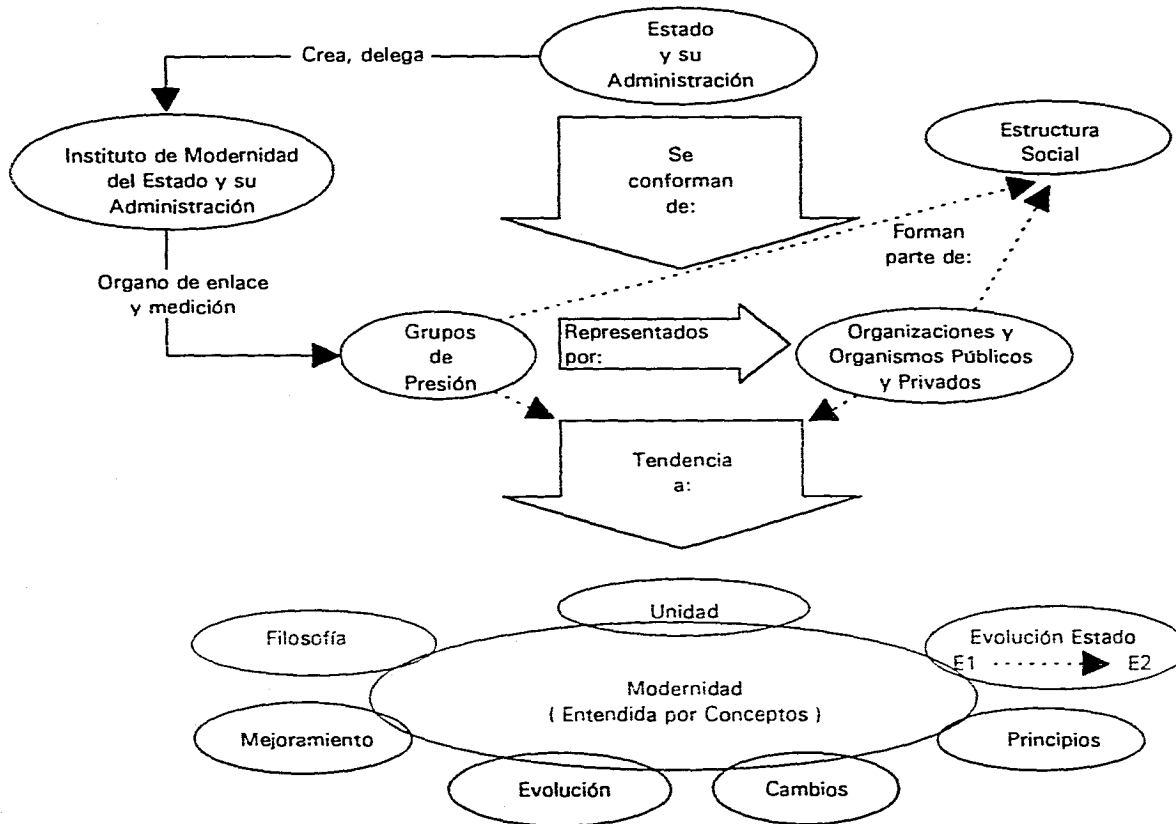 Estado
y su
Administración
Crea, delega
Instituto de Modernidad
del Estado y su
Administración
Se
conforman
de:
Estructura
Social
Forman
parte de:
Organo de enlace
y medición
Grupos
de
Presión
Representados
por:
Organizaciones y
Organismos Públicos
y Privados
Tendencia
a:
Unidad
Filosofía
Evolución Estado
E1 E2
Modernidad
( Entendida por Conceptos )
Mejoramiento
Principios
Evolución
Cambios